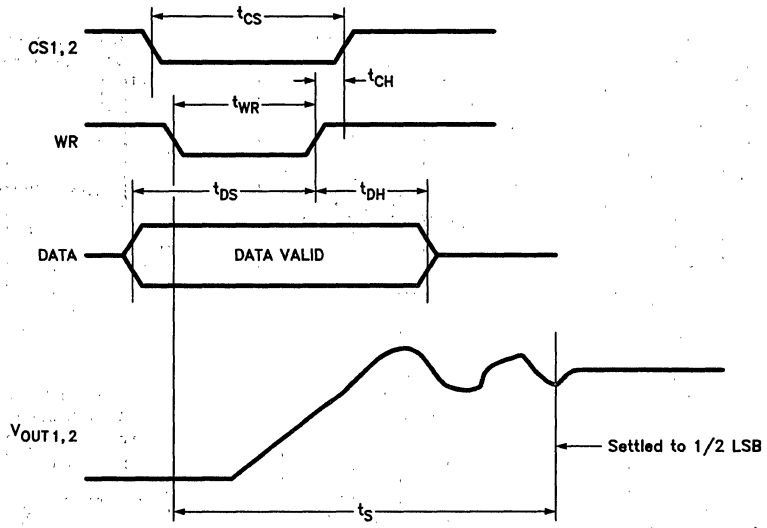 tCS
CS1,2
tCH
tWR
WR
tDS
tDH
DATA
DATA VALID
VOUT1,2
Settled to 1/2 LSB
tS